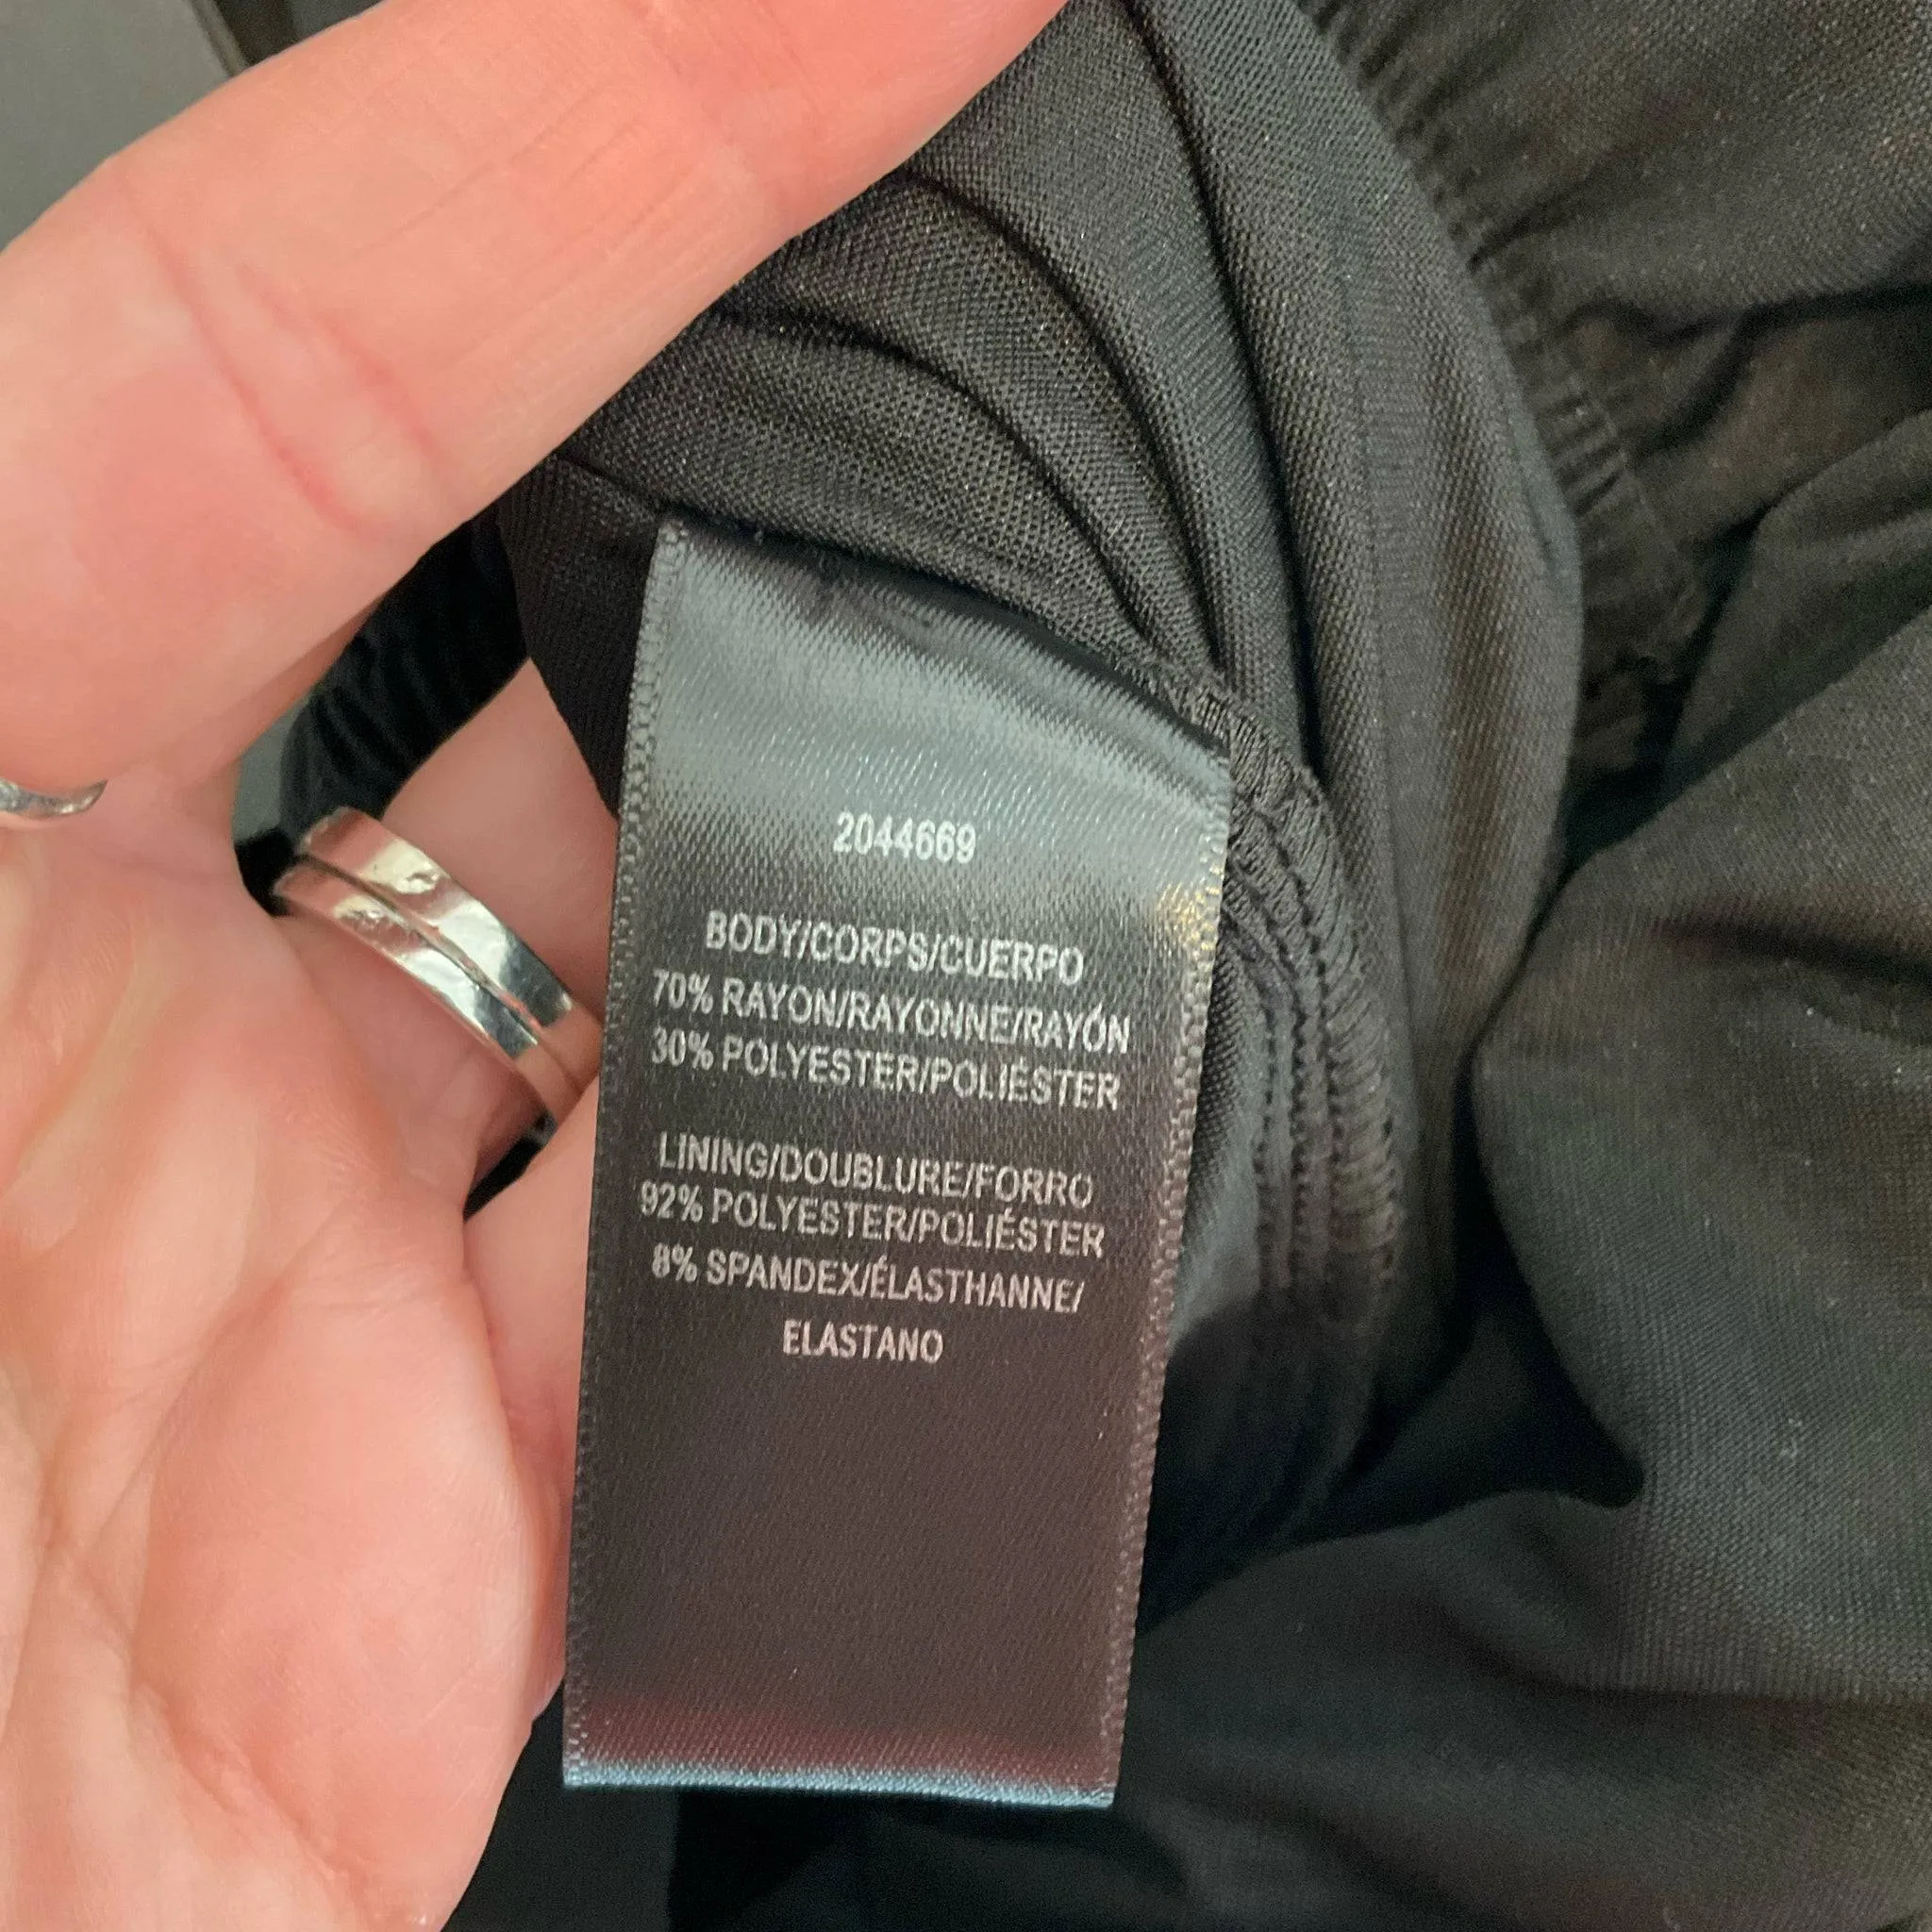 2044669
BODY/CORPS/CUERPO
70% RAYON/RAYONNE/RAYÓN
30% POLYESTER/POLIÉSTER
LINING/DOUBLURE/FORRO
92% POLYESTER/POLIÉSTER
8% SPANDEX/ÉLASTHANNE/
ELASTANO